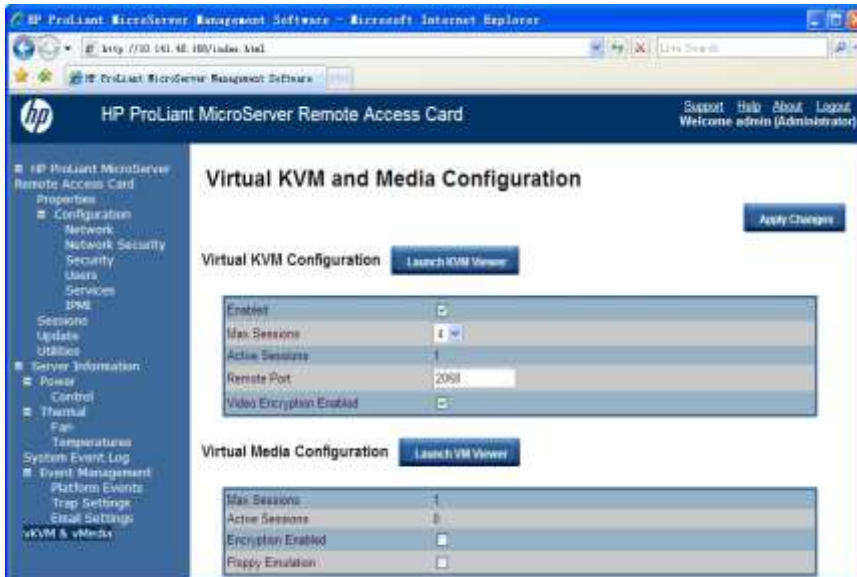 HP ProLiant MicroServer Management Software - Microsoft Internet Explorer
Live Search
HP ProLiant MicroServer Management Software
hp
HP ProLiant MicroServer Remote Access Card
Support Help About Logout
Welcome admin (Administrator)
HP ProLiant MicroServer
Remote Access Card
Properties
Configuration
Network
Network Security
Security
Users
Services
IPMI
Sessions
Update
Utilities
Server Information
Power
Control
Thermal
Fan
Temperatures
System Event Log
Event Management
Platform Events
Trap Settings
Email Settings
vKVM & vMedia
Virtual KVM and Media Configuration
Apply Changes
Virtual KVM Configuration
Launch KVM Viewer
Enabled
Max Sessions 4
Active Sessions 1
Remote Port 2068
Video Encryption Enabled
Virtual Media Configuration
Launch VM Viewer
Max Sessions 1
Active Sessions 0
Encryption Enabled
Floppy Emulation